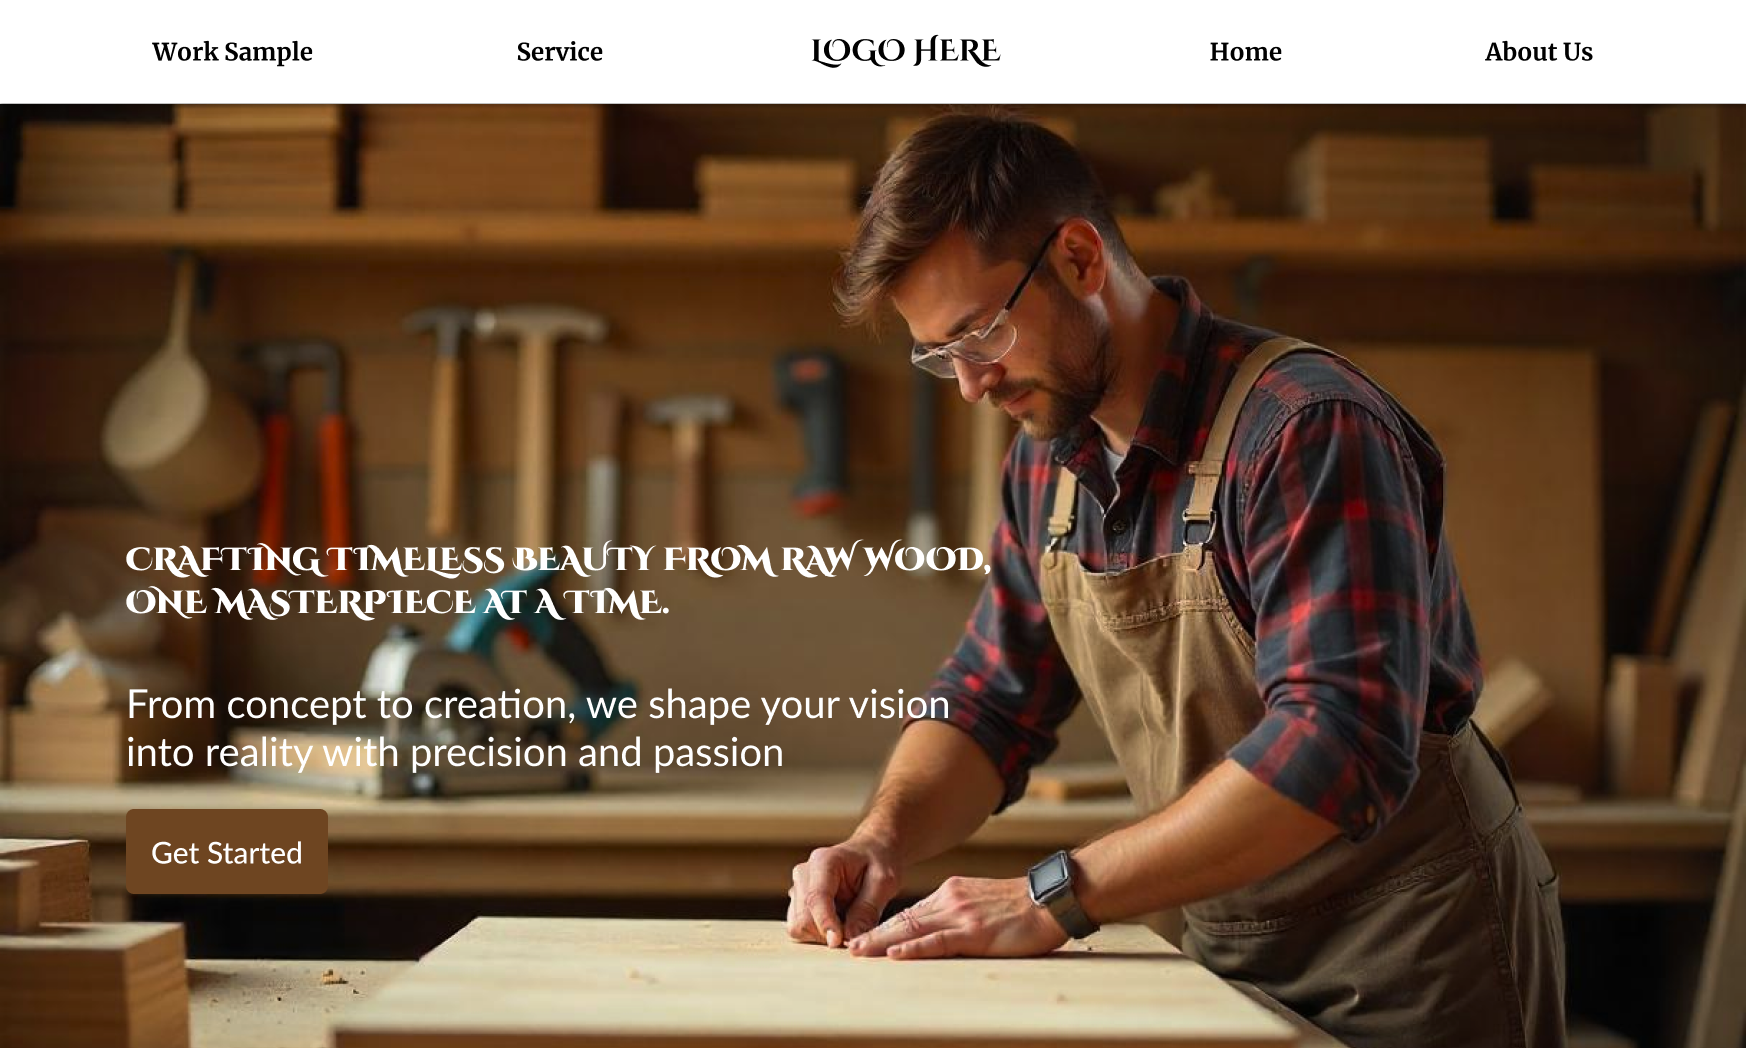 Work Sample Service LOGO HERE Home About Us
CRAFTING TIMELESS BEAUTY FROM RAW WOOD,
ONE MASTERPIECE AT A TIME.
From concept to creation, we shape your vision
into reality with precision and passion
Get Started